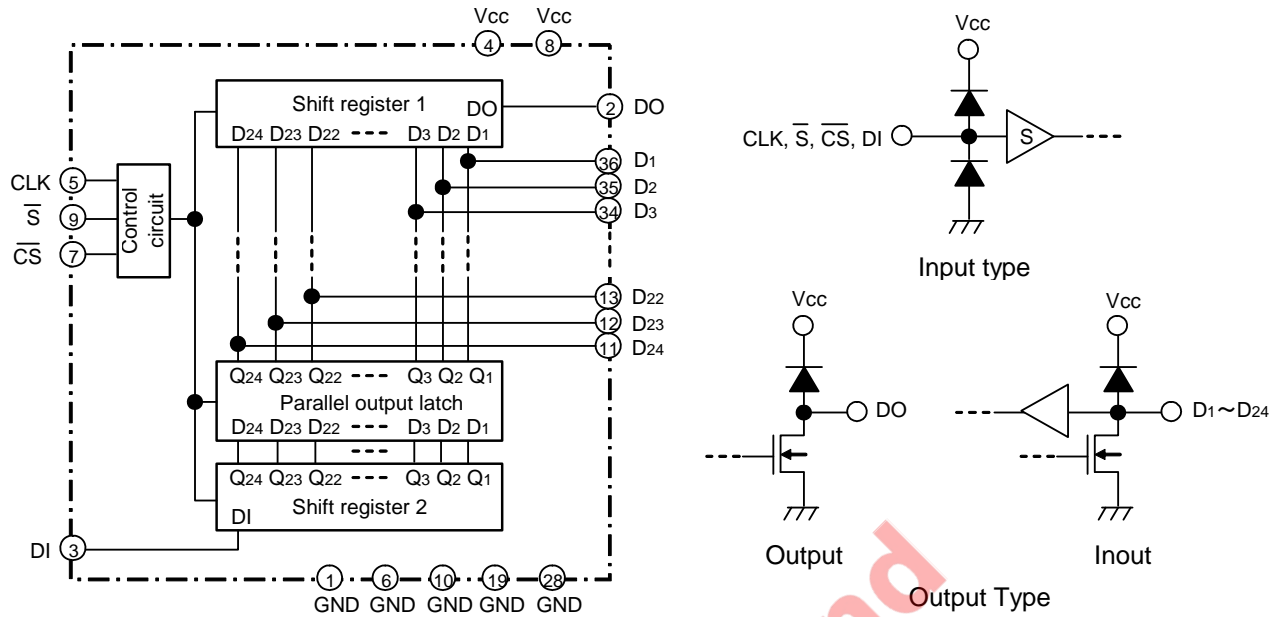 Vcc Vcc
4 8
Shift register 1
DO
2 DO
D24 D23 D22 ---- D3 D2 D1
36 D1
35 D2
34 D3
CLK 5
S̅ 9
C̅S̅ 7
Control
circuit
13 D22
12 D23
11 D24
Q24 Q23 Q22 ---- Q3 Q2 Q1
Parallel output latch
D24 D23 D22 ---- D3 D2 D1
Q24 Q23 Q22 ---- Q3 Q2 Q1
Shift register 2
DI
DI 3
1 6 10 19 28
GND GND GND GND GND
Vcc
CLK, S̅, C̅S̅, DI
S
Input type
Vcc
DO
Output
Vcc
D1～D24
Inout
Output Type
nd